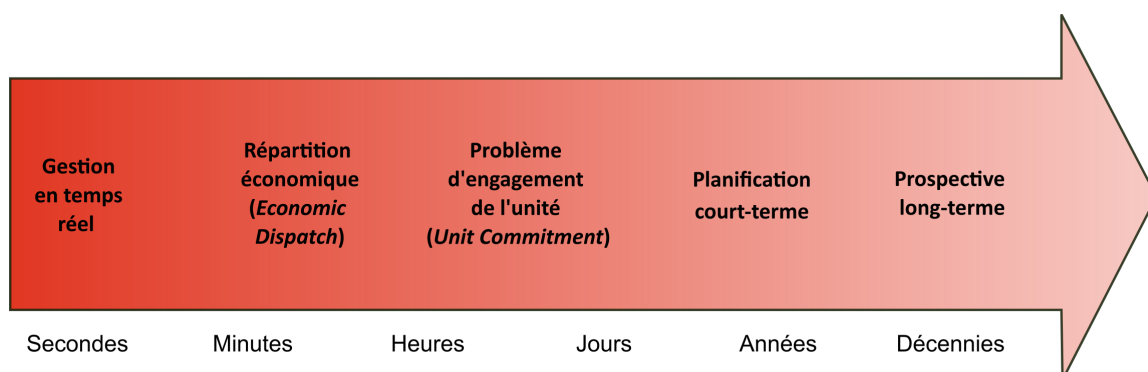 Gestion
en temps
réel
Répartition
économique
(Economic
Dispatch)
Problème
d'engagement
de l'unité
(Unit Commitment)
Planification
court-terme
Prospective
long-terme
Secondes
Minutes
Heures
Jours
Années
Décennies